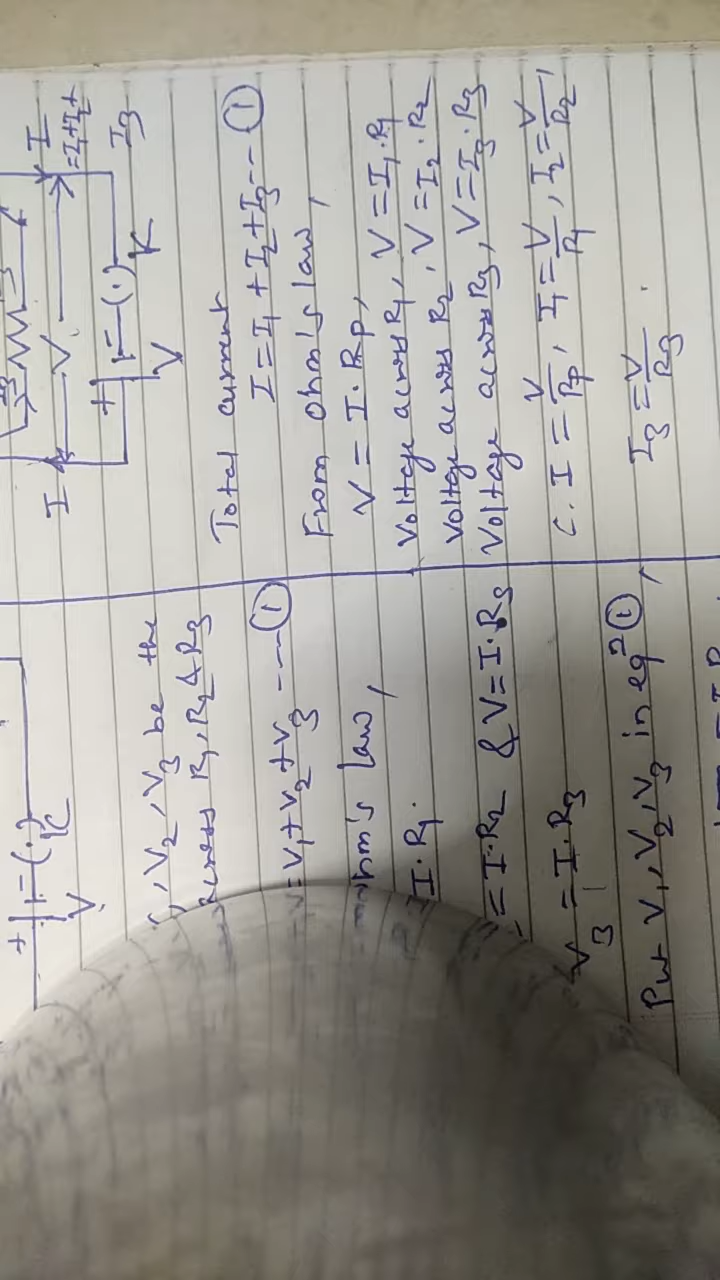 +
V
K
, V₂, V₃ be the
across R₁, R₂ & R₃
V = V₁ + V₂ + V₃ --- ①
ohm's law,
I·R₁.
= I·R₂ & V = I·R₃
V₃ = I·R₃
Put V₁, V₂, V₃ in eqⁿ ①,
I
I
= I₁ + I₂ +
I₃
V
+
K
V
Total current
I = I₁ + I₂ + I₃ --- ①
From ohm's law,
V = I·Rp,
Voltage across R₁, V = I₁·R₁
Voltage across R₂, V = I₂·R₂
Voltage across R₃, V = I₃·R₃
c. I = V/Rp, I₁ = V/R₁, I₂ = V/R₂,
I₃ = V/R₃.